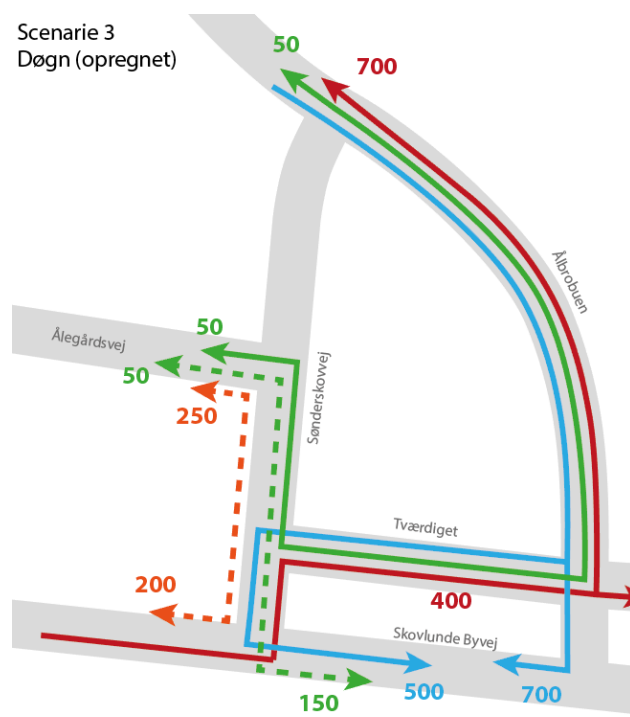 Scenarie 3
Døgn (opregnet)
50
700
Ålbrobuen
Ålegårdsvej
50
50
250
Sønderskovvej
Tværdiget
200
400
Skovlunde Byvej
150
500
700